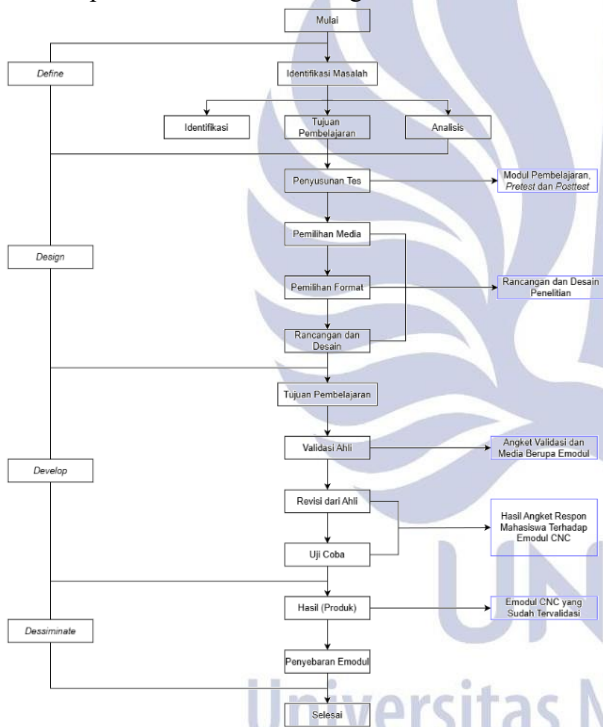 Mulai
Define
Identifikasi Masalah
Identifikasi
Tujuan
Pembelajaran
Analisis
Penyusunan Tes
Modul Pembelajaran,
Pretest dan Posttest
Pemilihan Media
Design
Pemilihan Format
Rancangan dan Desain
Penelitian
Rancangan dan
Desain
Tujuan Pembelajaran
Validasi Ahli
Angket Validasi dan
Media Berupa Emodul
Develop
Revisi dari Ahli
Hasil Angket Respon
Mahasiswa Terhadap
Emodul CNC
Uji Coba
Hasil (Produk)
Emodul CNC yang
Sudah Tervalidasi
Dessiminate
Penyebaran Emodul
Selesai
UN
Universitas N